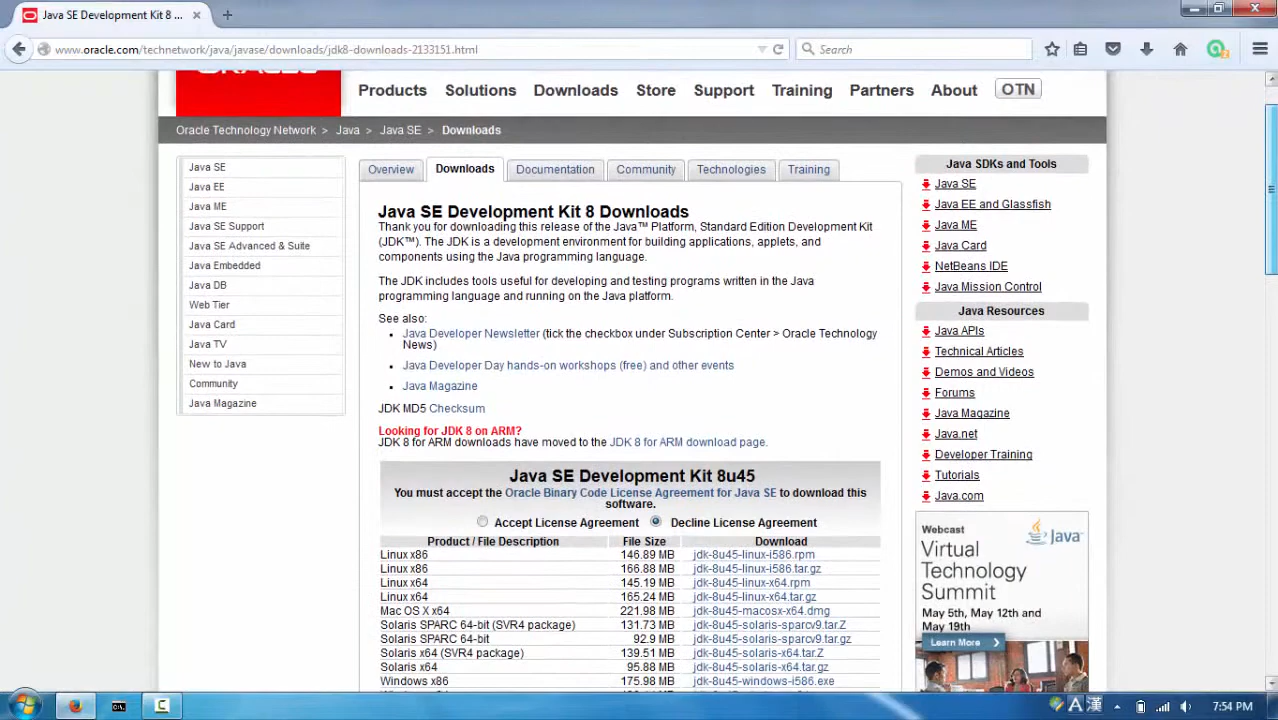 Java SE Development Kit 8 ...
www.oracle.com/technetwork/java/javase/downloads/jdk8-downloads-2133151.html
Search
2
ORACLE
Products Solutions Downloads Store Support Training Partners About OTN
Oracle Technology Network > Java > Java SE > Downloads
Java SE
Java EE
Java ME
Java SE Support
Java SE Advanced & Suite
Java Embedded
Java DB
Web Tier
Java Card
Java TV
New to Java
Community
Java Magazine
Overview Downloads Documentation Community Technologies Training
Java SE Development Kit 8 Downloads
Thank you for downloading this release of the Java™ Platform, Standard Edition Development Kit
(JDK™). The JDK is a development environment for building applications, applets, and
components using the Java programming language.
The JDK includes tools useful for developing and testing programs written in the Java
programming language and running on the Java platform.
See also:
• Java Developer Newsletter (tick the checkbox under Subscription Center > Oracle Technology
News)
• Java Developer Day hands-on workshops (free) and other events
• Java Magazine
JDK MD5 Checksum
Looking for JDK 8 on ARM?
JDK 8 for ARM downloads have moved to the JDK 8 for ARM download page.
Java SE Development Kit 8u45
You must accept the Oracle Binary Code License Agreement for Java SE to download this
software.
Accept License Agreement Decline License Agreement
Product / File Description File Size Download
Linux x86 146.89 MB jdk-8u45-linux-i586.rpm
Linux x86 166.88 MB jdk-8u45-linux-i586.tar.gz
Linux x64 145.19 MB jdk-8u45-linux-x64.rpm
Linux x64 165.24 MB jdk-8u45-linux-x64.tar.gz
Mac OS X x64 221.98 MB jdk-8u45-macosx-x64.dmg
Solaris SPARC 64-bit (SVR4 package) 131.73 MB jdk-8u45-solaris-sparcv9.tar.Z
Solaris SPARC 64-bit 92.9 MB jdk-8u45-solaris-sparcv9.tar.gz
Solaris x64 (SVR4 package) 139.51 MB jdk-8u45-solaris-x64.tar.Z
Solaris x64 95.88 MB jdk-8u45-solaris-x64.tar.gz
Windows x86 175.98 MB jdk-8u45-windows-i586.exe
Java SDKs and Tools
Java SE
Java EE and Glassfish
Java ME
Java Card
NetBeans IDE
Java Mission Control
Java Resources
Java APIs
Technical Articles
Demos and Videos
Forums
Java Magazine
Java.net
Developer Training
Tutorials
Java.com
Webcast
Java
Virtual
Technology
Summit
May 5th, May 12th and
May 19th
Learn More
A 漢 7:54 PM